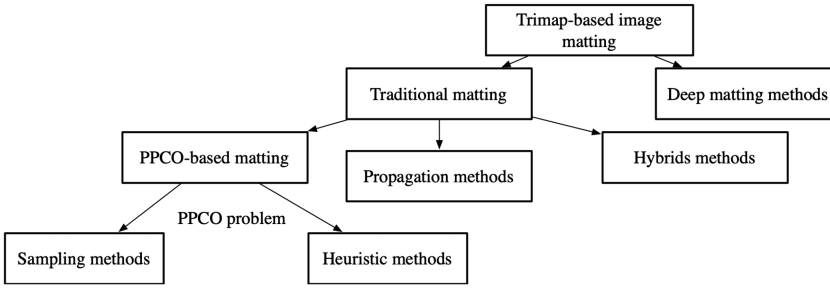 Trimap-based image
matting
Traditional matting
Deep matting methods
PPCO-based matting
Propagation methods
Hybrids methods
PPCO problem
Sampling methods
Heuristic methods